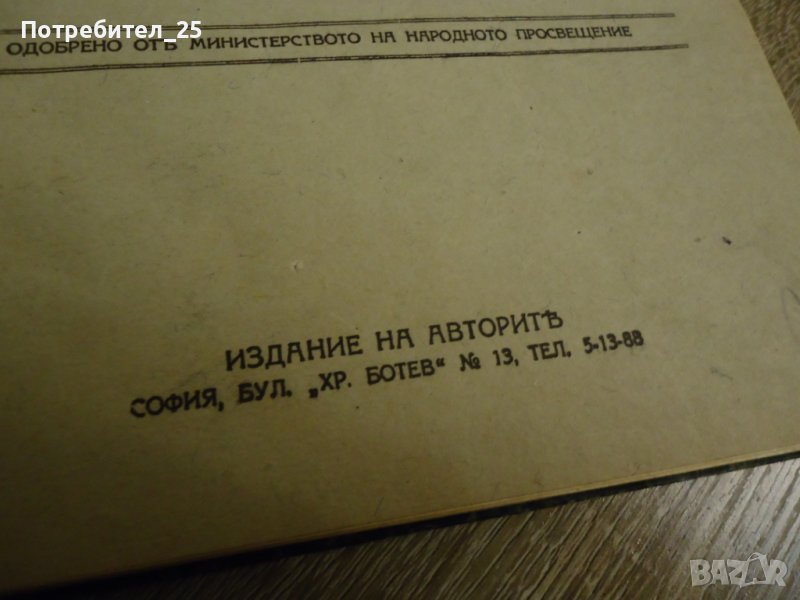 Потребител_25
ОДОБРЕНО ОТЪ МИНИСТЕРСТВОТО НА НАРОДНОТО ПРОСВЕЩЕНИЕ
ИЗДАНИЕ НА АВТОРИТѢ
СОФИЯ, БУЛ. „ХР. БОТЕВ“ № 13, ТЕЛ. 5-13-88
BAZAR